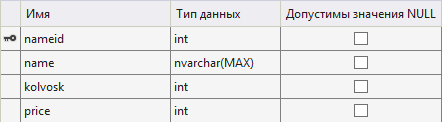 Имя Тип данных Допустимы значения NULL
nameid int
name nvarchar(MAX)
kolvosk int
price int